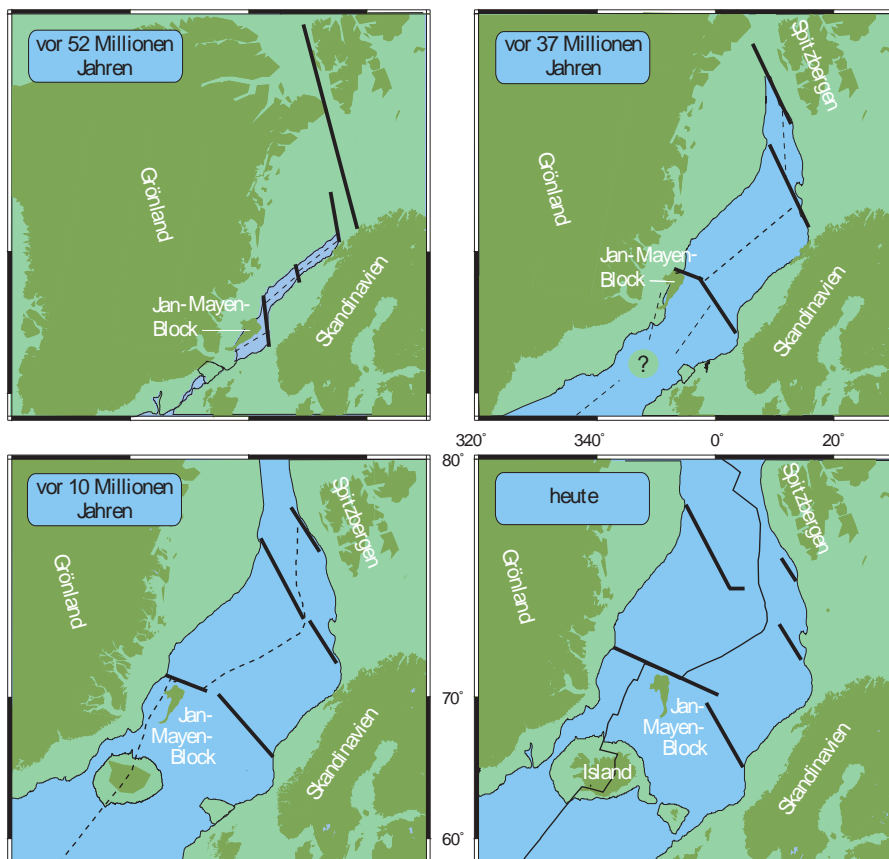 vor 52 Millionen
Jahren
Grönland
Jan-Mayen-
Block
Skandinavien
vor 37 Millionen
Jahren
Spitzbergen
Grönland
Jan-Mayen-
Block
?
Skandinavien
vor 10 Millionen
Jahren
Spitzbergen
Grönland
Jan-
Mayen-
Block
Skandinavien
320° 340° 0° 20°
80°
heute
Spitzbergen
Grönland
70°
Jan-
Mayen-
Block
Island
Skandinavien
60°